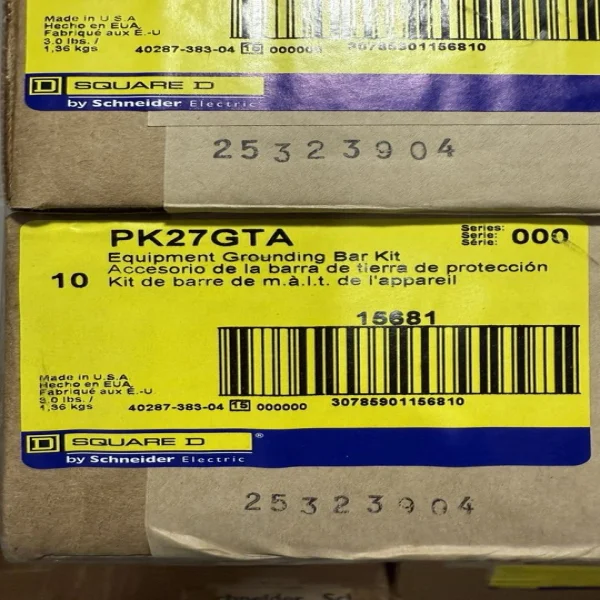 Made in U.S.A
Hecho en EUA.
Fabriqué aux É.-U
3.0 lbs. /
1,36 kgs
40287-383-04 15 000000
30785901156810
D SQUARE D
by Schneider Electric
25323904
PK27GTA
Series:
Serie:
Série:
000
Equipment Grounding Bar Kit
10
Accesorio de la barra de tierra de protección
Kit de barre de m.à.l.t. de l'appareil
15681
Made in U.S.A
Hecho en EUA.
Fabriqué aux É.-U
3.0 lbs. /
1,36 kgs
40287-383-04 15 000000
30785901156810
D SQUARE D ®
by Schneider Electric
25323904